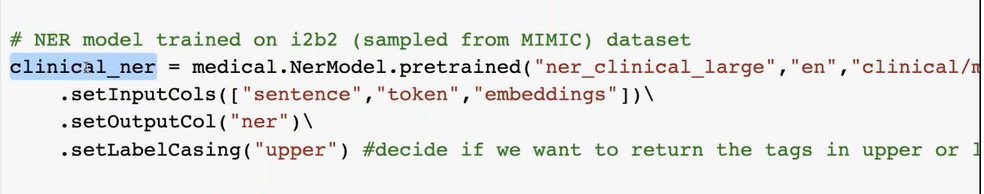 # NER model trained on i2b2 (sampled from MIMIC) dataset
clinical_ner = medical.NerModel.pretrained("ner_clinical_large","en","clinical/
    .setInputCols(["sentence","token","embeddings"])\
    .setOutputCol("ner")\
    .setLabelCasing("upper") #decide if we want to return the tags in upper or